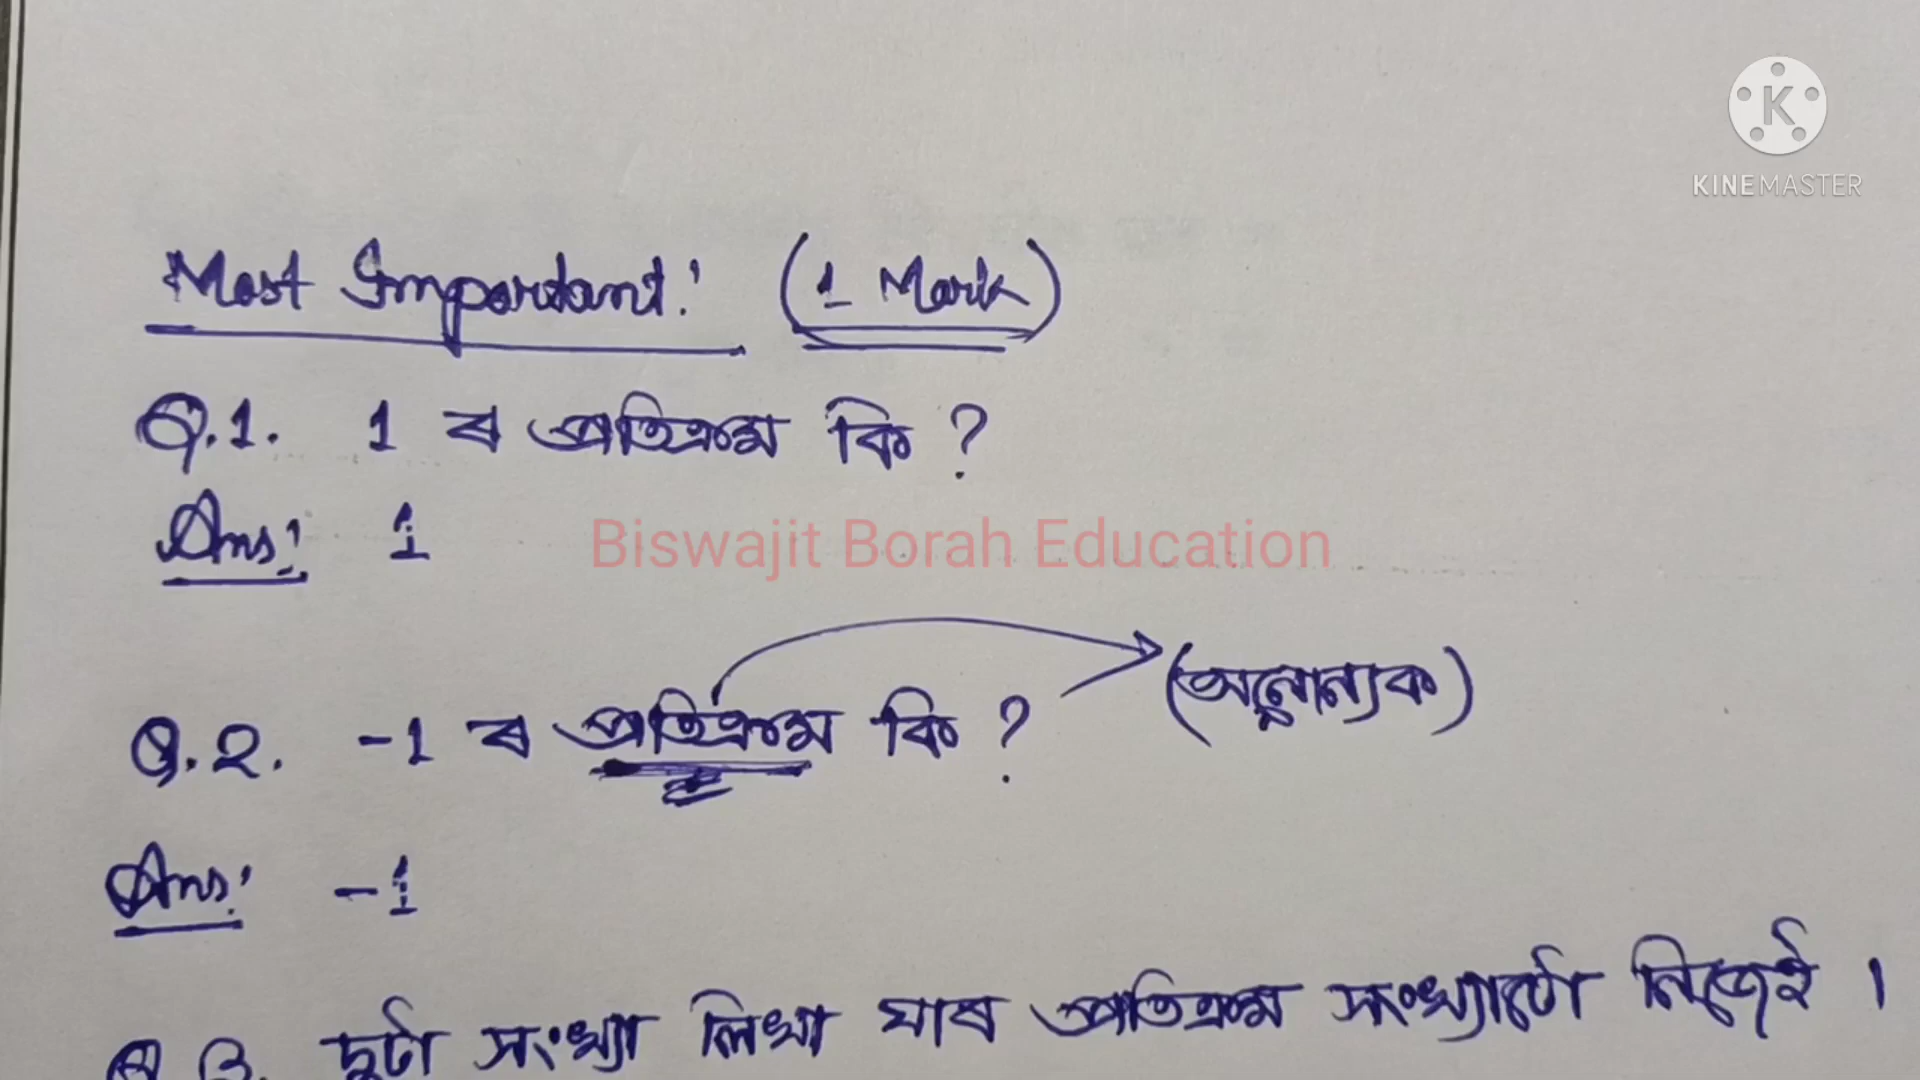 KINEMASTER
Most Important: (1 Mark)
Q.1. 1 ৰ প্ৰতিক্ৰম কি ?
Ans: 1
Biswajit Borah Education
Q.2. -1 ৰ প্ৰতিক্ৰম কি ? (অন্যোন্যক)
Ans: -1
Q.3. দুটা সংখ্যা লিখা যাৰ প্ৰতিক্ৰম সংখ্যাটো নিজেই ।